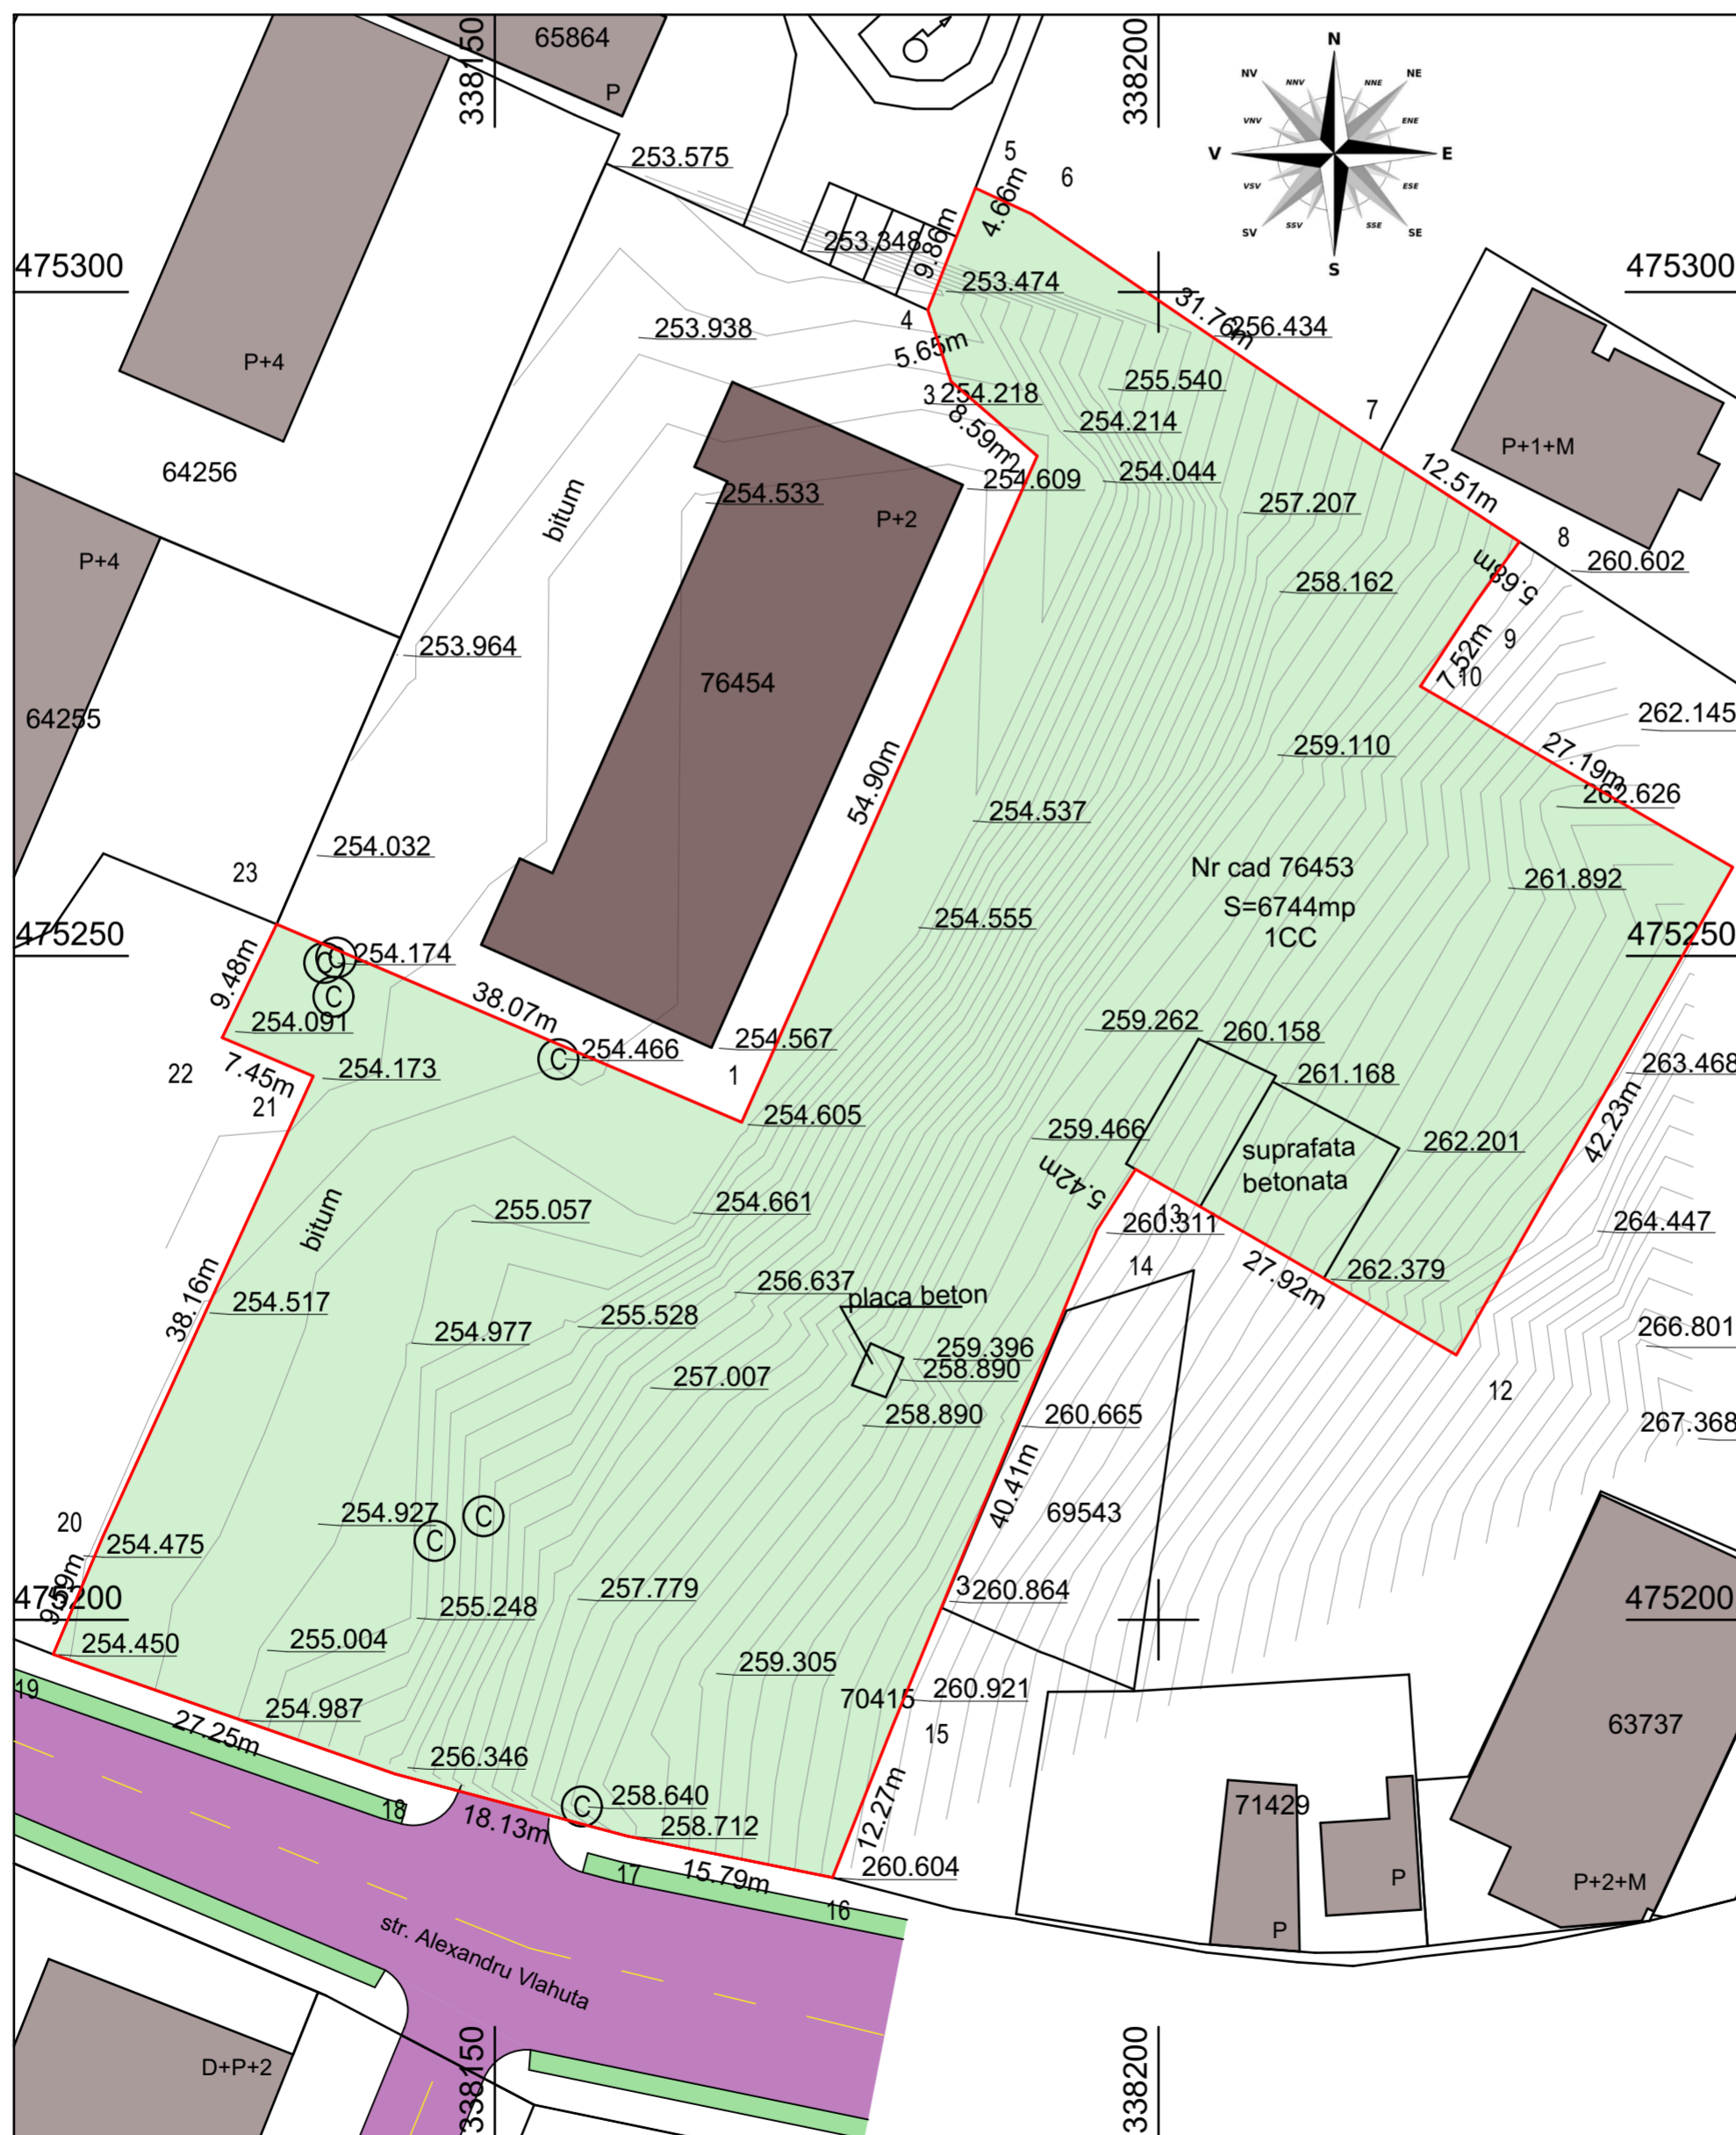 338150
65864
P
338200
N
NNV
NNE
NV
NE
VNV
ENE
V
E
VSV
ESE
SV
SE
SSV
SSE
S
253.575
5
6
4.66m
9.86m
253.348
475300
253.474
475300
31.76m
256.434
253.938
4
5.65m
P+4
255.540
3
254.218
254.214
7
8.59m
2
P+1+M
64256
254.533
254.609
254.044
12.51m
257.207
P+2
bitum
8
P+4
260.602
5.68m
258.162
253.964
7.52m
9
10
76454
64255
262.145
27.19m
259.110
262.626
54.90m
254.537
254.032
23
Nr cad 76453
S=6744mp
1CC
261.892
254.555
475250
475250
C
C
254.174
9.48m
C
38.07m
254.091
259.262
260.158
254.567
C
254.466
263.468
22
7.45m
254.173
1
261.168
21
254.605
42.23m
259.466
262.201
suprafata
betonata
5.42m
bitum
255.057
254.661
13
260.311
264.447
14
27.92m
262.379
38.16m
256.637
placa beton
254.517
255.528
254.977
266.801
259.396
258.890
257.007
12
258.890
260.665
267.368
40.41m
254.927
C
69543
C
20
254.475
9.69m
475200
255.248
257.779
3
260.864
475200
254.450
255.004
259.305
19
260.921
70415
254.987
27.25m
15
63737
256.346
18
18.13m
C
258.640
258.712
12.27m
71429
17
15.79m
260.604
P
P+2+M
16
P
str. Alexandru Vlahuta
D+P+2
338150
338200